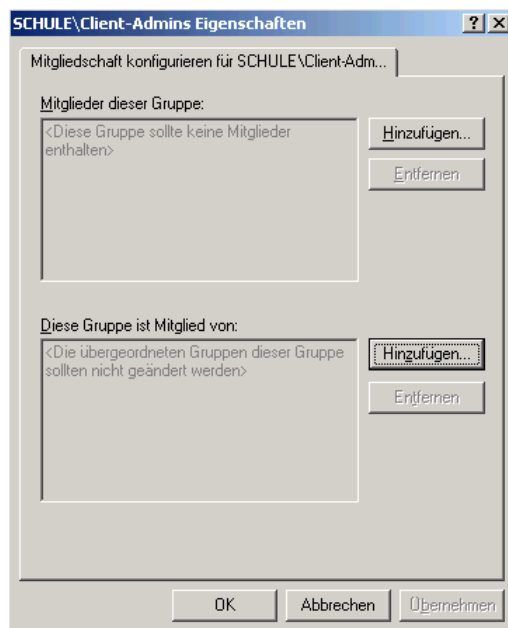 SCHULE\Client-Admins Eigenschaften
Mitgliedschaft konfigurieren für SCHULE\Client-Adm...
Mitglieder dieser Gruppe:
<Diese Gruppe sollte keine Mitglieder
enthalten>
Hinzufügen...
Entfernen
Diese Gruppe ist Mitglied von:
<Die übergeordneten Gruppen dieser Gruppe
sollten nicht geändert werden>
Hinzufügen...
Entfernen
OK
Abbrechen
Übernehmen